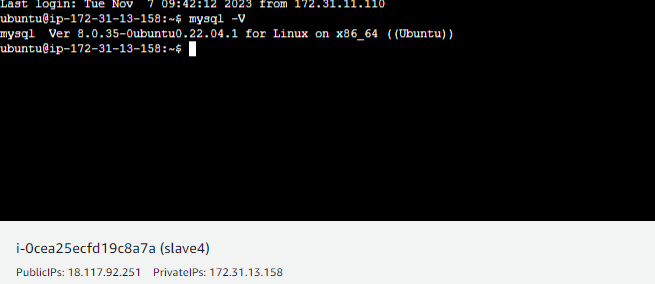 Last login: Tue Nov  7 09:42:12 2023 from 172.31.11.110
ubuntu@ip-172-31-13-158:~$ mysql -V
mysql  Ver 8.0.35-0ubuntu0.22.04.1 for Linux on x86_64 ((Ubuntu))
ubuntu@ip-172-31-13-158:~$
i-0cea25ecfd19c8a7a (slave4)
PublicIPs: 18.117.92.251    PrivateIPs: 172.31.13.158